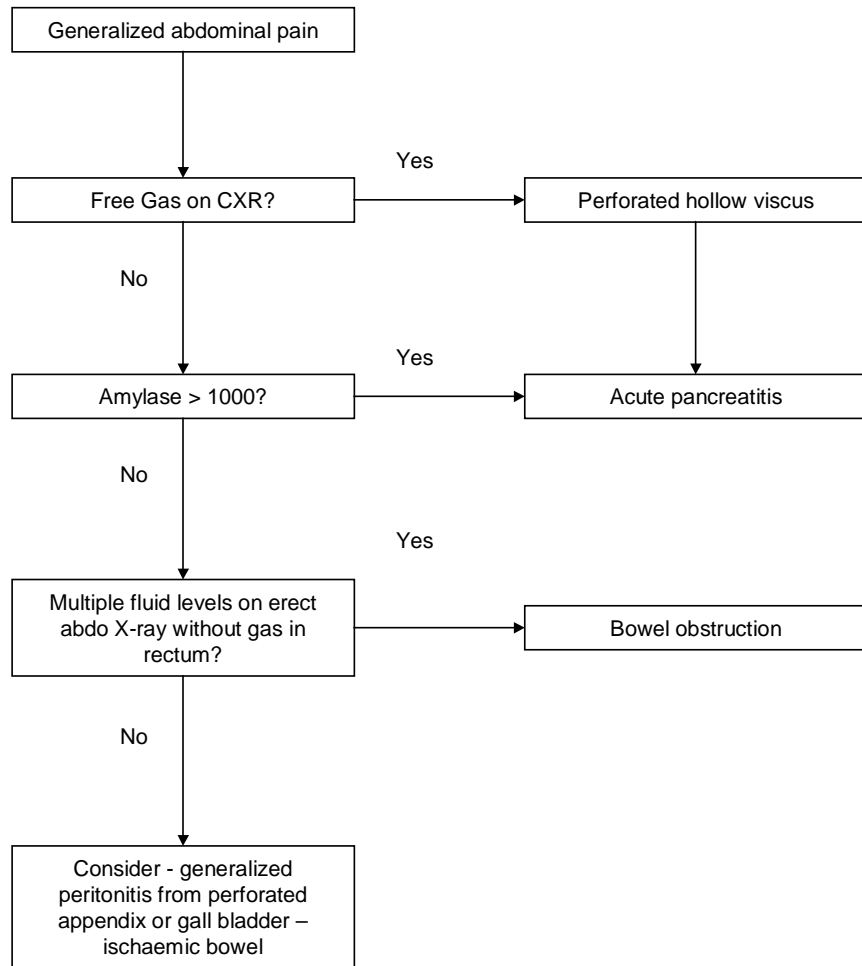 Generalized abdominal pain
Yes
Free Gas on CXR?
Perforated hollow viscus
No
Yes
Amylase > 1000?
Acute pancreatitis
No
Yes
Multiple fluid levels on erect
abdo X-ray without gas in
rectum?
Bowel obstruction
No
Consider - generalized
peritonitis from perforated
appendix or gall bladder –
ischaemic bowel